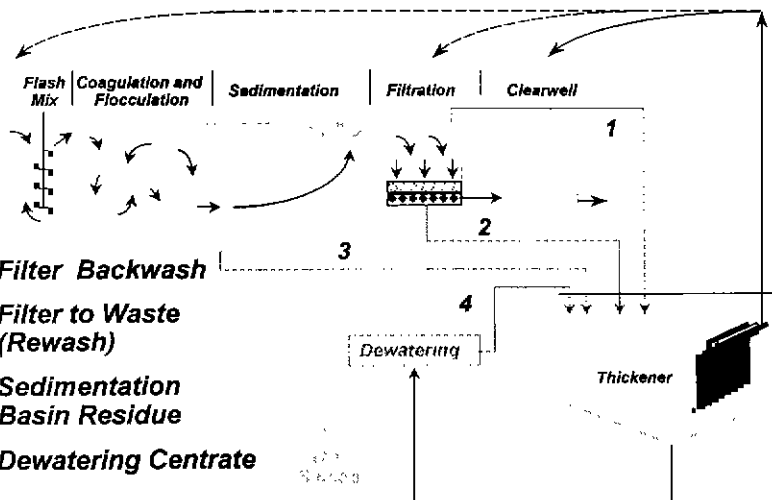 Flash Mix
Coagulation and Flocculation
Sedimentation
Filtration
Clearwell
1
2
3
4
Filter Backwash
Filter to Waste
(Rewash)
Sedimentation
Basin Residue
Dewatering Centrate
Dewatering
Thickener